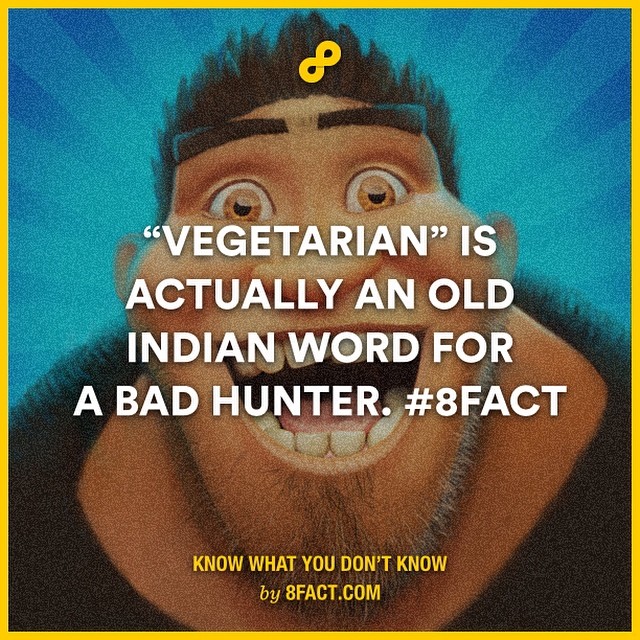 “VEGETARIAN” IS
ACTUALLY AN OLD
INDIAN WORD FOR
A BAD HUNTER. #8FACT
KNOW WHAT YOU DON’T KNOW
by 8FACT.COM